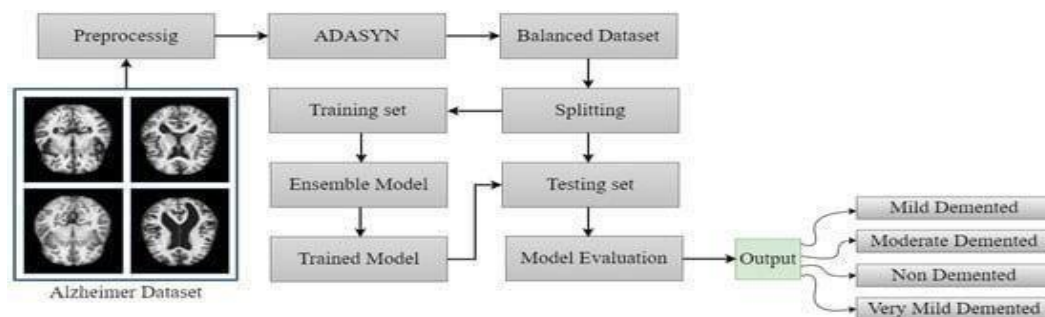 Preprocessig
ADASYN
Balanced Dataset
Training set
Splitting
Ensemble Model
Testing set
Trained Model
Model Evaluation
Output
Mild Demented
Moderate Demented
Non Demented
Very Mild Demented
Alzheimer Dataset